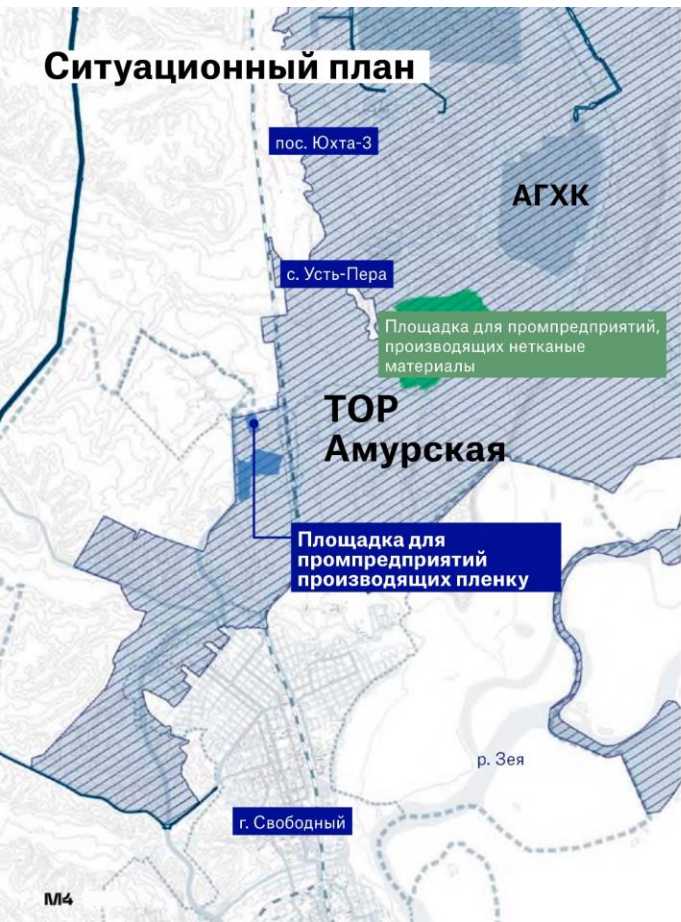 Ситуационный план
пос. Юхта-3
АГХК
с. Усть-Пера
Площадка для промпредприятий,
производящих нетканые
материалы
ТОР
Амурская
Площадка для
промпредприятий
производящих пленку
р. Зея
г. Свободный
М4